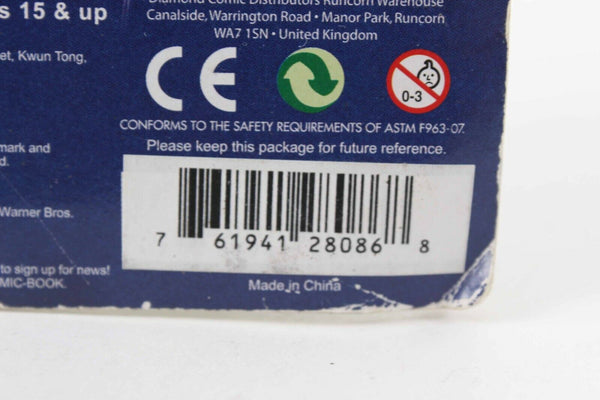 s 15 & up
Diamond Comic Distributors Runcorn Warehouse
Canalside, Warrington Road • Manor Park, Runcorn
WA7 1SN • United Kingdom
et, Kwun Tong,
CE
0-3
CONFORMS TO THE SAFETY REQUIREMENTS OF ASTM F963-07.
Please keep this package for future reference.
mark and
d.
Warner Bros.
to sign up for news!
MIC-BOOK.
7 61941 28086 8
Made in China